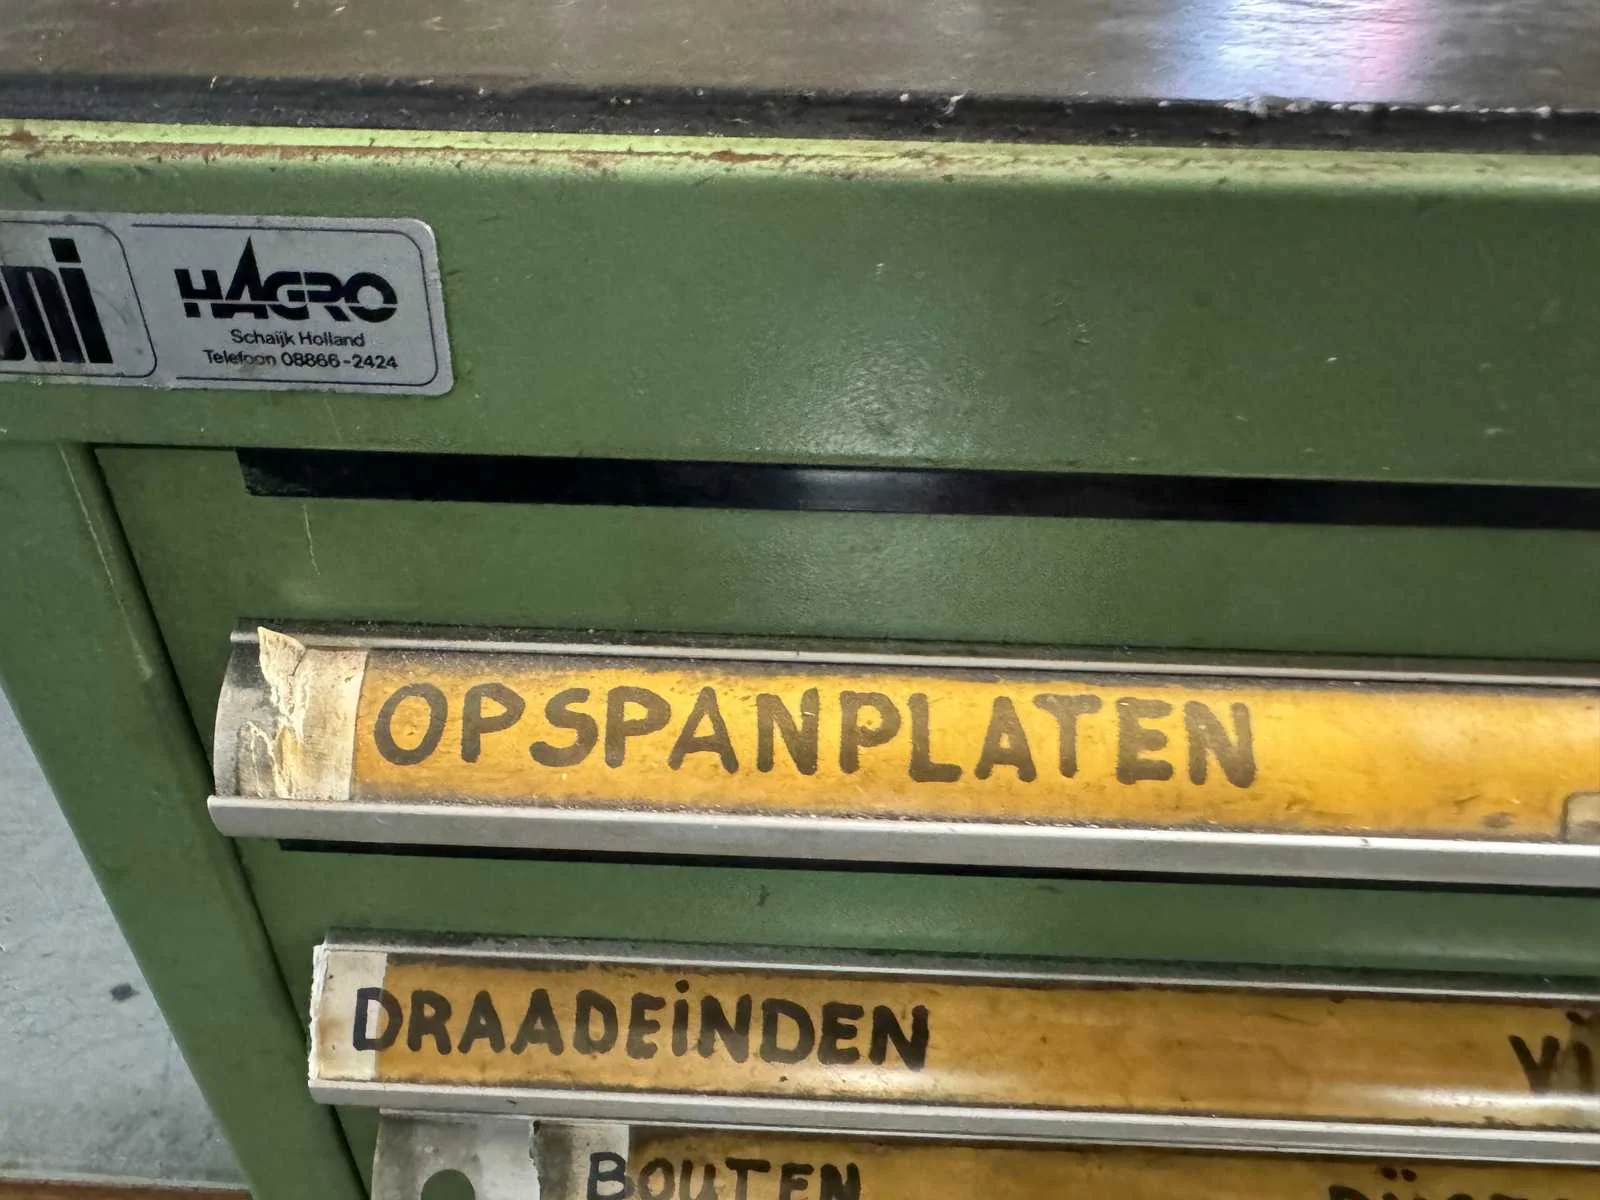 HAGRO
Schaijk Holland
Telefoon 08866-2424
OPSPANPLATEN
DRAADEINDEN
BOUTEN